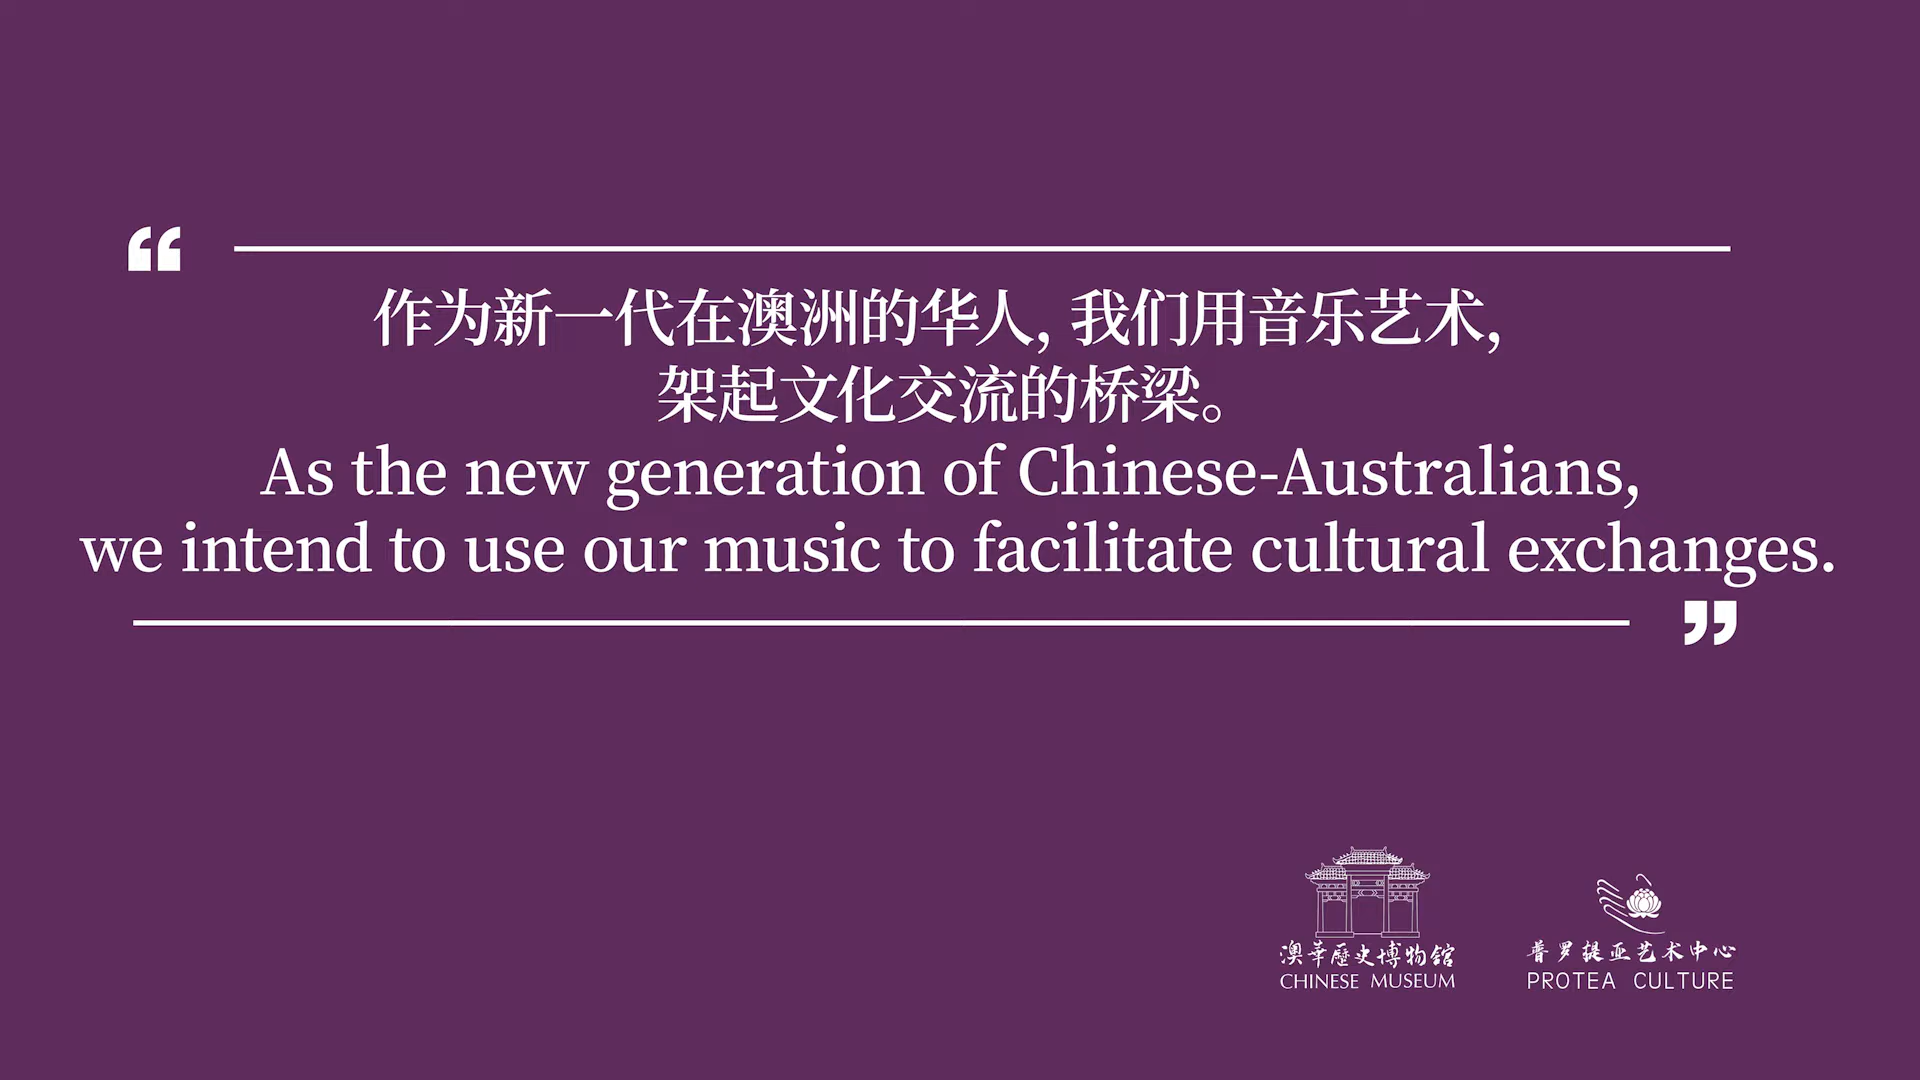 “
作为新一代在澳洲的华人, 我们用音乐艺术,
架起文化交流的桥梁。
As the new generation of Chinese-Australians,
we intend to use our music to facilitate cultural exchanges.
”
澳華歷史博物館
CHINESE MUSEUM
普罗提亚艺术中心
PROTEA CULTURE